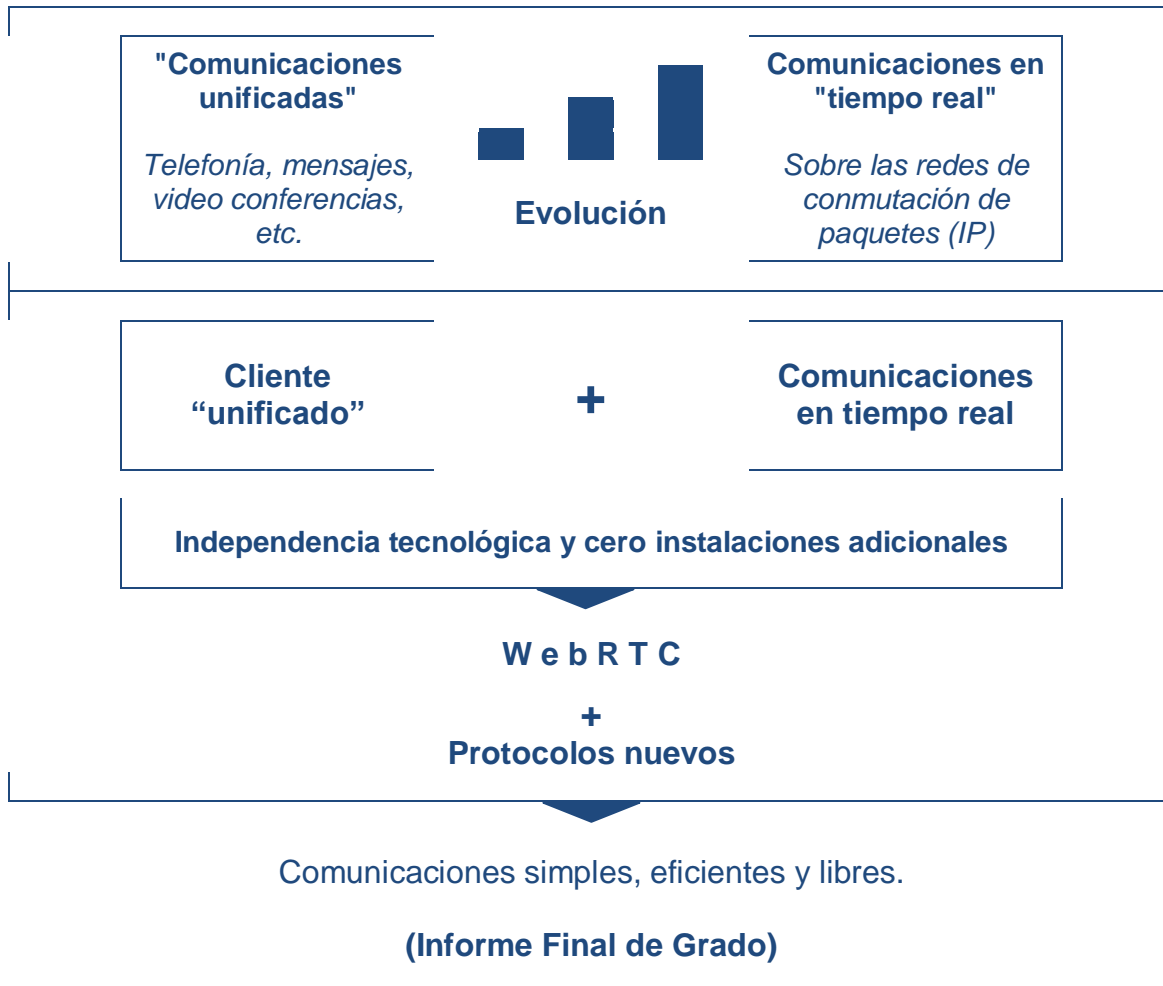 "Comunicaciones
unificadas"
Telefonía, mensajes,
video conferencias,
etc.
Evolución
Comunicaciones en
"tiempo real"
Sobre las redes de
conmutación de
paquetes (IP)
Cliente
“unificado”
+
Comunicaciones
en tiempo real
Independencia tecnológica y cero instalaciones adicionales
W e b R T C
+
Protocolos nuevos
Comunicaciones simples, eficientes y libres.
(Informe Final de Grado)